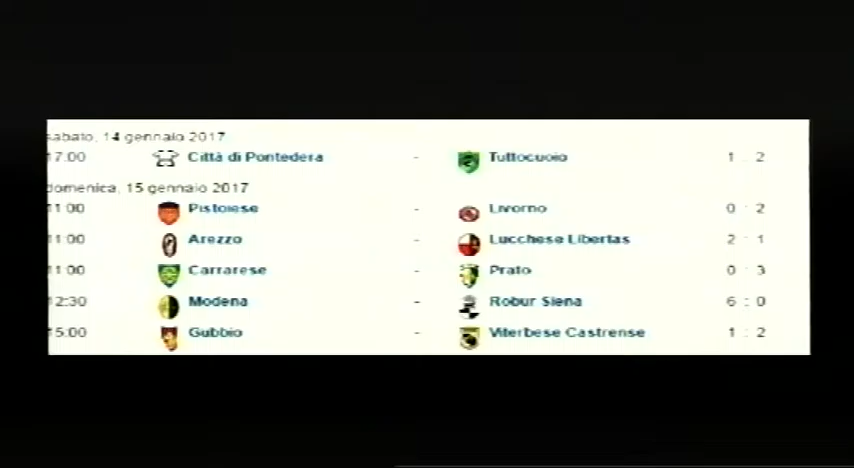 sabato, 14 gennaio 2017
17:00 Città di Pontedera - Tuttocuoio 1 : 2
domenica, 15 gennaio 2017
11:00 Pistoiese - Livorno 0 : 2
11:00 Arezzo - Lucchese Libertas 2 : 1
11:00 Carrarese - Prato 0 : 3
12:30 Modena - Robur Siena 6 : 0
15:00 Gubbio - Viterbese Castrense 1 : 2